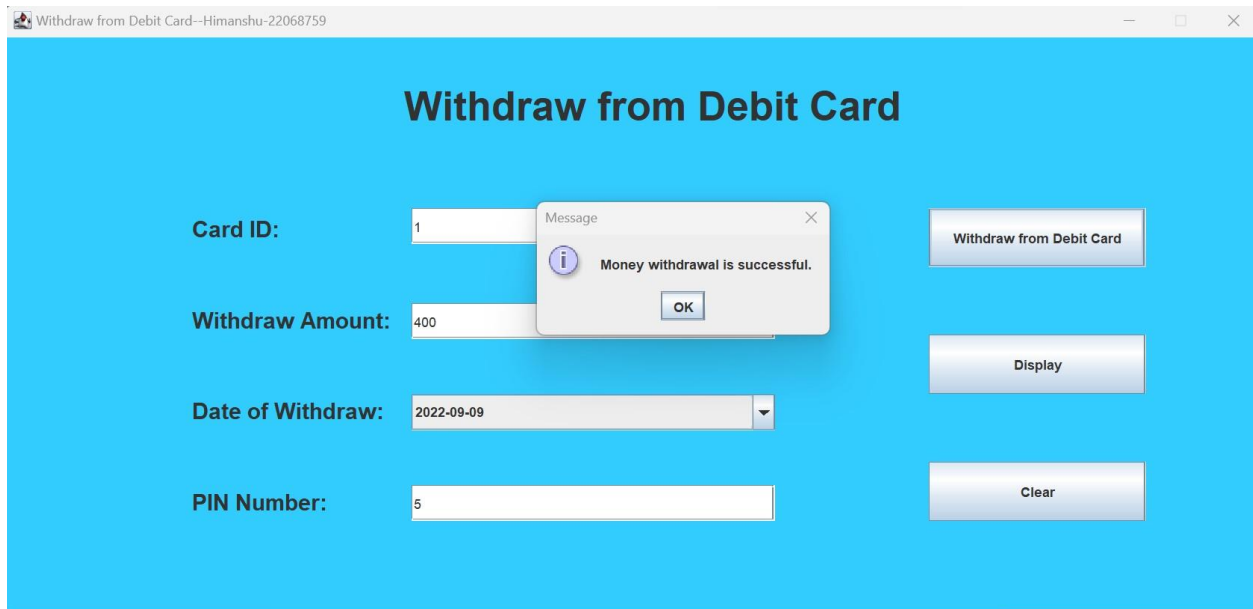 Withdraw from Debit Card--Himanshu-22068759
Withdraw from Debit Card
Card ID:
1
Message
Money withdrawal is successful.
OK
Withdraw from Debit Card
Withdraw Amount:
400
Display
Date of Withdraw:
2022-09-09
PIN Number:
5
Clear